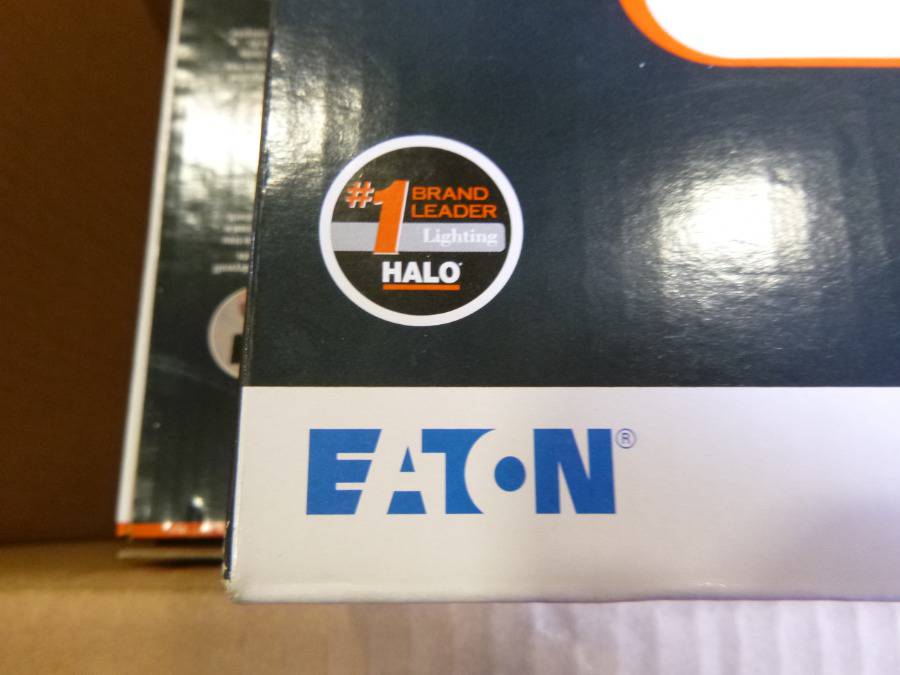 #1 BRAND
LEADER
Lighting
HALO
EATON®